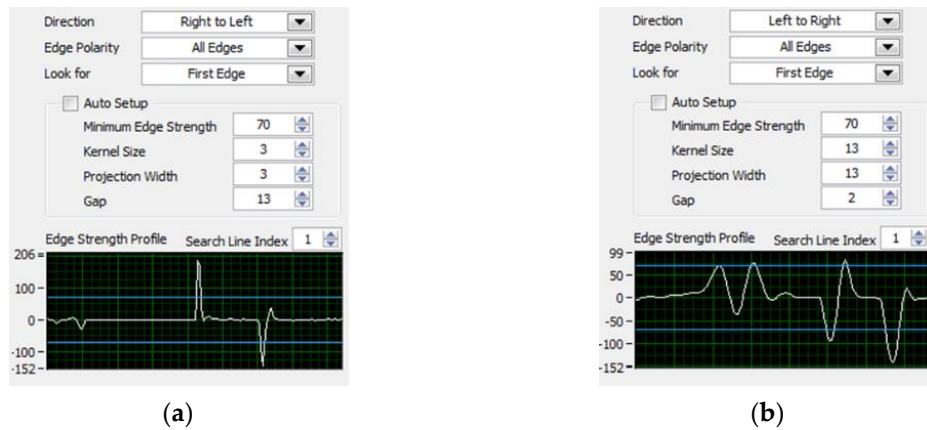 Direction Right to Left
Edge Polarity All Edges
Look for First Edge
Auto Setup
Minimum Edge Strength 70
Kernel Size 3
Projection Width 3
Gap 13
Edge Strength Profile Search Line Index 1
206
100
0
-100
-152
(a)
Direction Left to Right
Edge Polarity All Edges
Look for First Edge
Auto Setup
Minimum Edge Strength 70
Kernel Size 13
Projection Width 13
Gap 2
Edge Strength Profile Search Line Index 1
99
50
0
-50
-100
-152
(b)